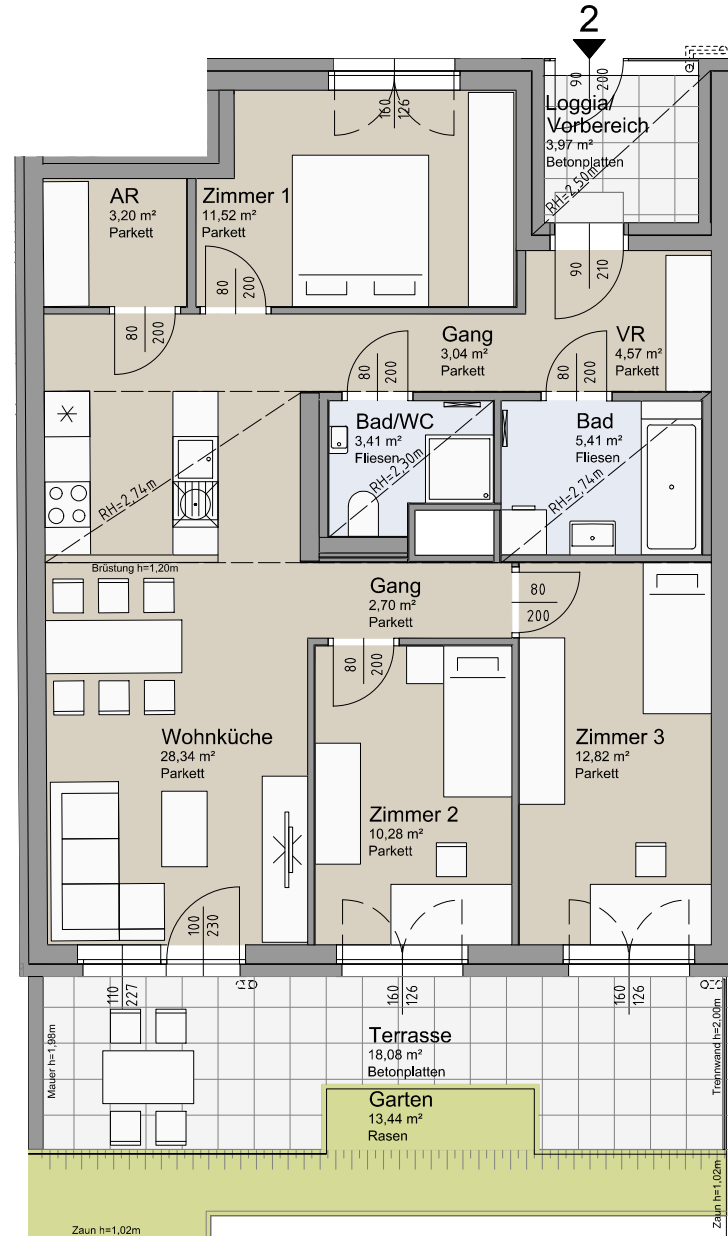 2
90
200
Loggia/
Vorbereich
3,97 m²
Betonplatten
RH=2,50m
160
126
AR
3,20 m²
Parkett
Zimmer 1
11,52 m²
Parkett
80
200
80
200
90
210
Gang
3,04 m²
Parkett
VR
4,57 m²
Parkett
80
200
80
200
Bad/WC
3,41 m²
Fliesen
RH=2,30m
Bad
5,41 m²
Fliesen
RH=2,74m
RH=2,74m
Brüstung h=1,20m
Gang
2,70 m²
Parkett
80
200
80
200
Wohnküche
28,34 m²
Parkett
Zimmer 3
12,82 m²
Parkett
Zimmer 2
10,28 m²
Parkett
100
230
110
227
160
126
160
126
Mauer h=1,98m
Terrasse
18,08 m²
Betonplatten
Trennwand h=2,00m
Garten
13,44 m²
Rasen
Zaun h=1,02m
Zaun h=1,02m